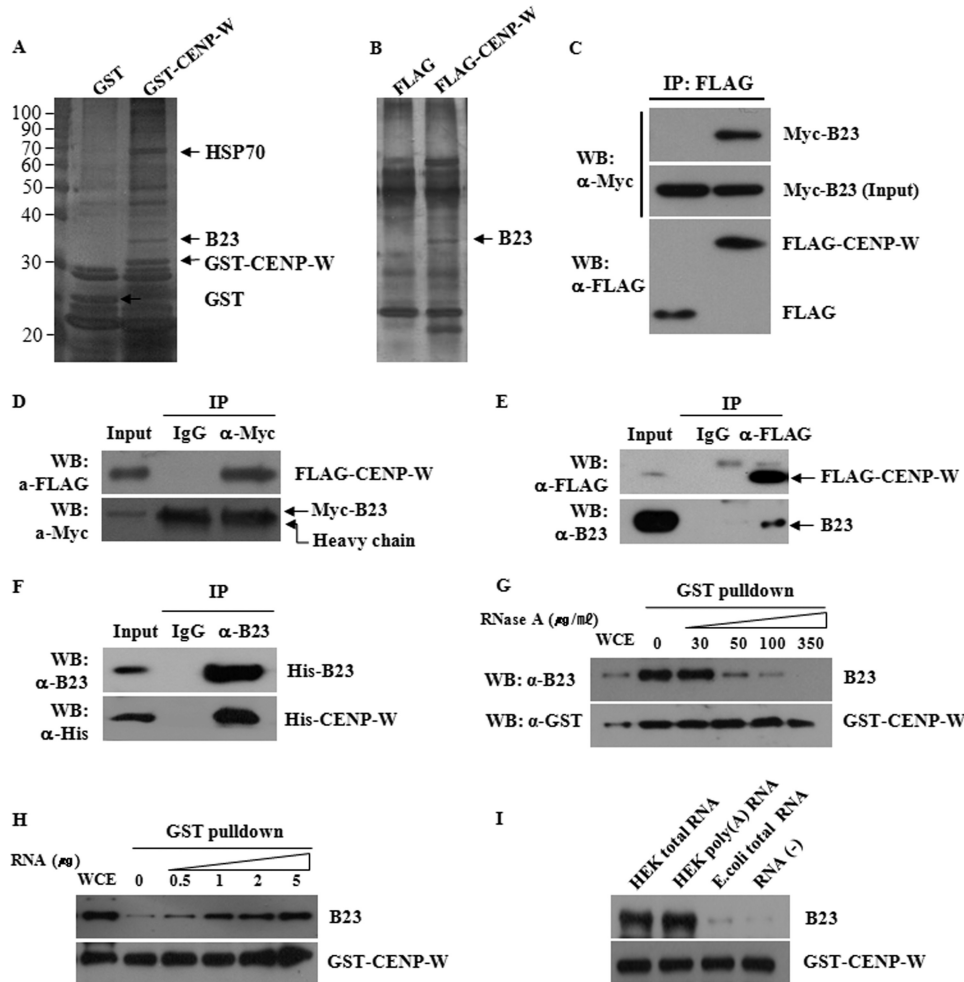 A
GST
GST-CENP-W
100
90
80
70
60
50
40
30
20
HSP70
B23
GST-CENP-W
GST
B
FLAG
FLAG-CENP-W
B23
C
IP: FLAG
WB:
α-Myc
Myc-B23
Myc-B23 (Input)
WB:
α-FLAG
FLAG-CENP-W
FLAG
D
IP
Input IgG α-Myc
WB:
a-FLAG
FLAG-CENP-W
WB:
a-Myc
Myc-B23
Heavy chain
E
IP
Input IgG α-FLAG
WB:
α-FLAG
FLAG-CENP-W
WB:
α-B23
B23
F
IP
Input IgG α-B23
WB:
α-B23
His-B23
WB:
α-His
His-CENP-W
G
GST pulldown
RNase A (㎍/㎖)
WCE 0 30 50 100 350
WB: α-B23
B23
WB: α-GST
GST-CENP-W
H
GST pulldown
RNA (㎍)
WCE 0 0.5 1 2 5
B23
GST-CENP-W
I
HEK total RNA
HEK poly(A) RNA
E.coli total RNA
RNA (-)
B23
GST-CENP-W